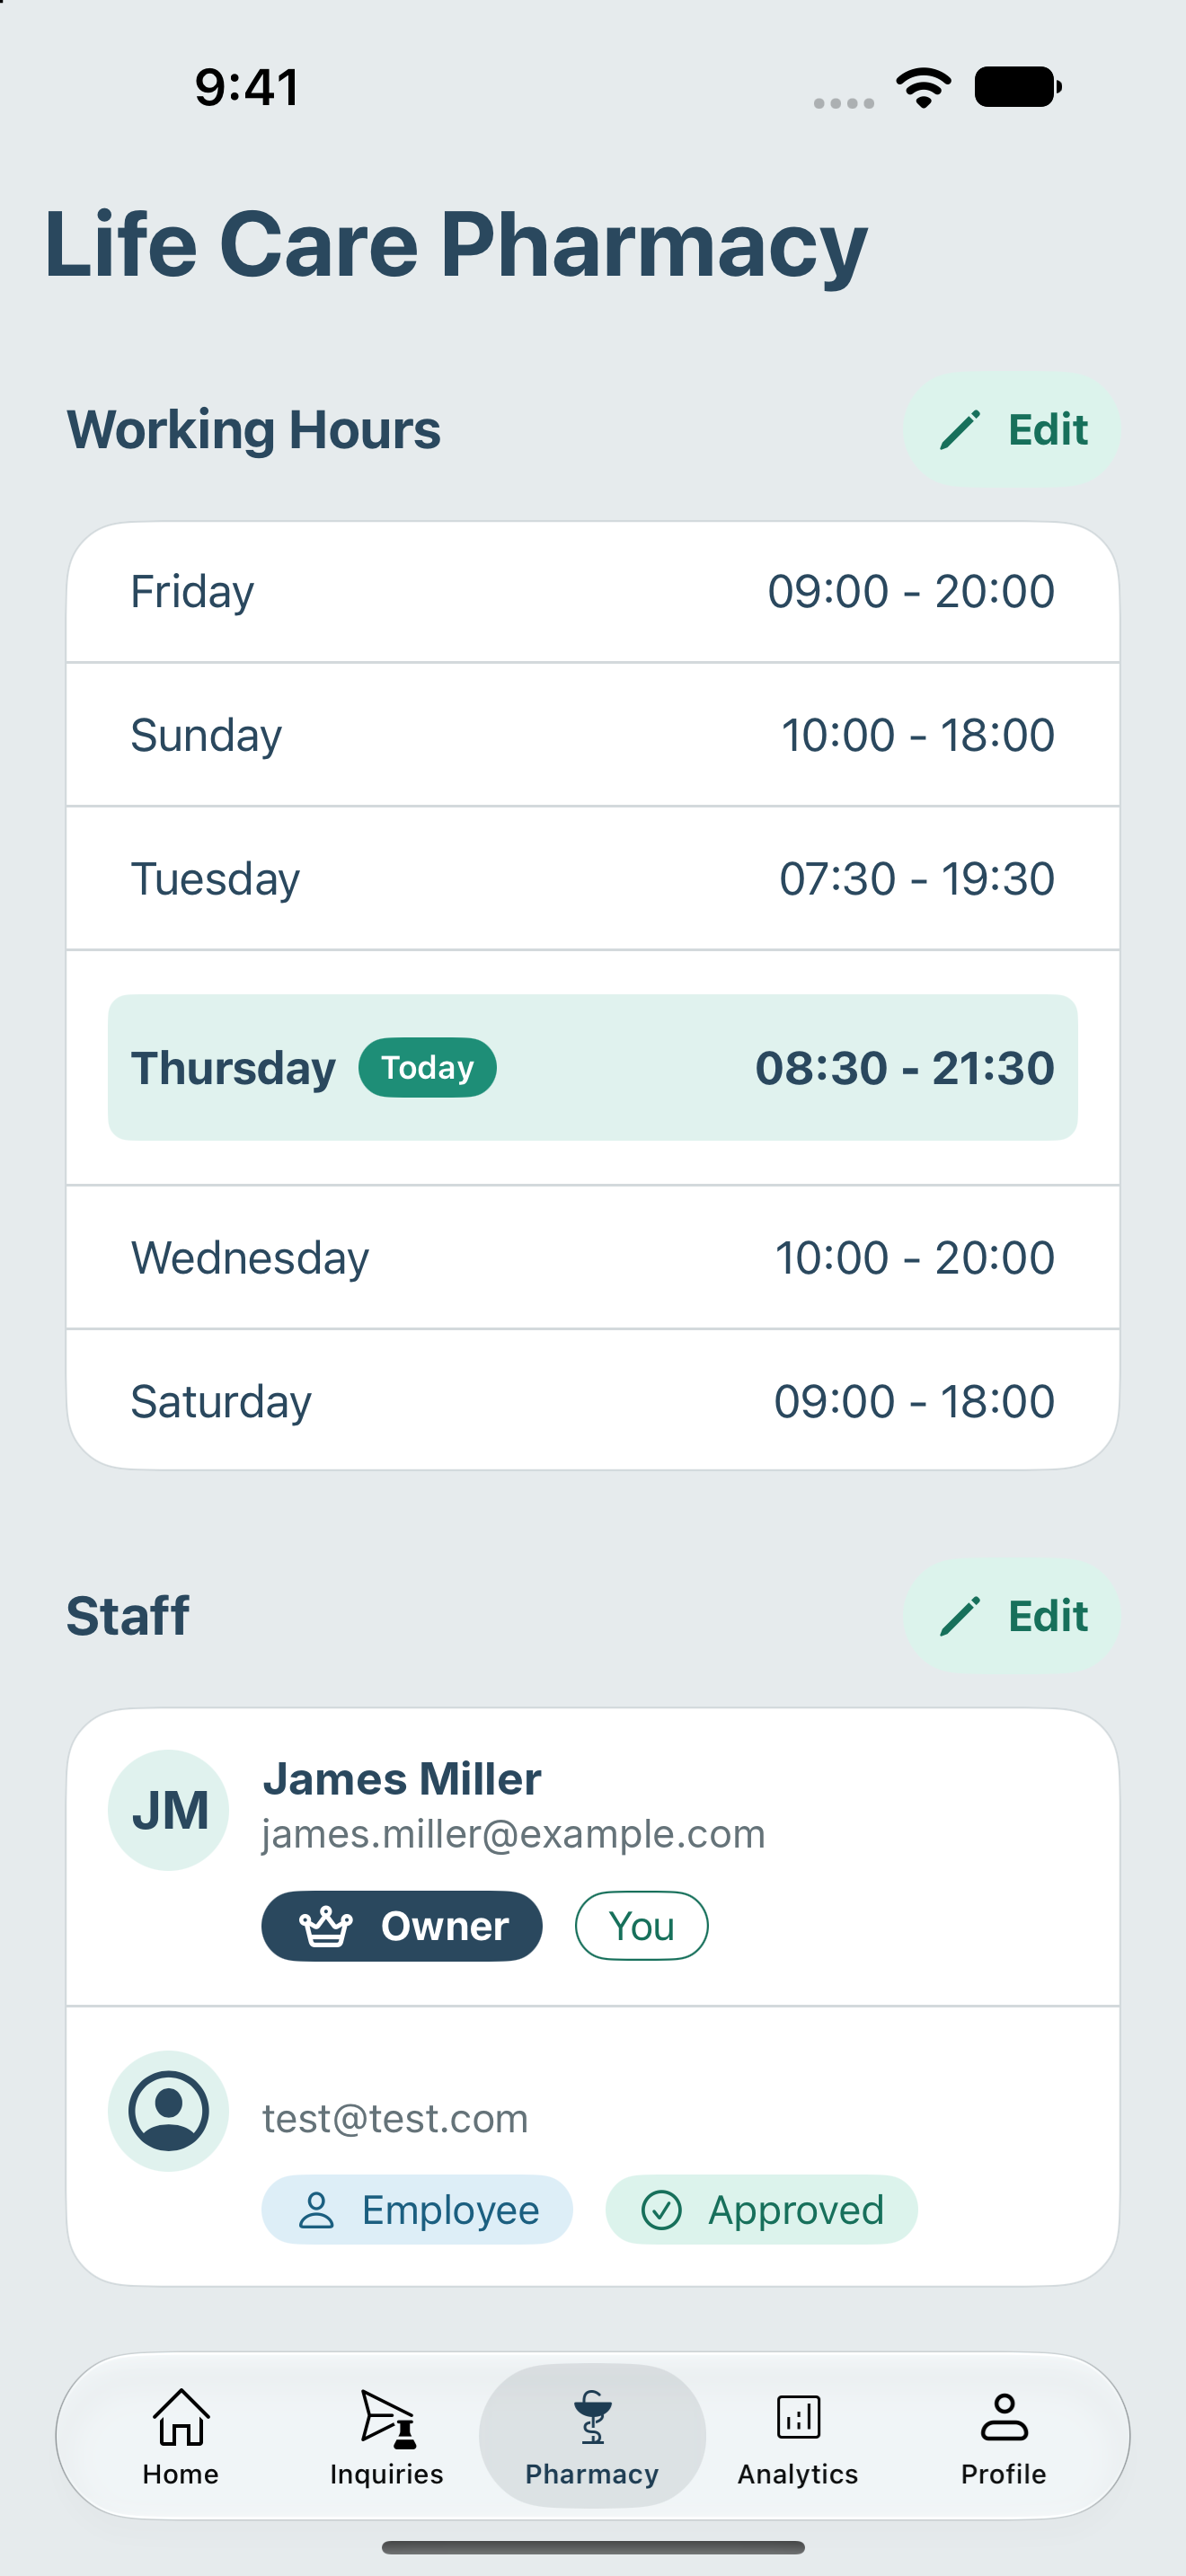 9:41
Life Care Pharmacy
Working Hours Edit
Friday 09:00 - 20:00
Sunday 10:00 - 18:00
Tuesday 07:30 - 19:30
Thursday Today 08:30 - 21:30
Wednesday 10:00 - 20:00
Saturday 09:00 - 18:00
Staff Edit
JM James Miller
james.miller@example.com
Owner You
test@test.com
Employee Approved
Home Inquiries Pharmacy Analytics Profile